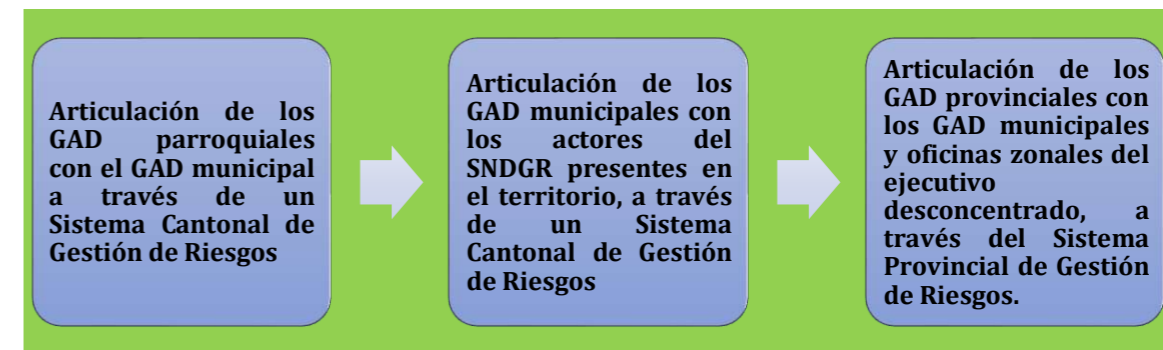 Articulación de los
GAD parroquiales
con el GAD municipal
a través de un
Sistema Cantonal de
Gestión de Riesgos
Articulación de los
GAD municipales con
los actores del
SNDGR presentes en
el territorio, a través
de un Sistema
Cantonal de Gestión
de Riesgos
Articulación de los
GAD provinciales con
los GAD municipales
y oficinas zonales del
ejecutivo
desconcentrado, a
través del Sistema
Provincial de Gestión
de Riesgos.